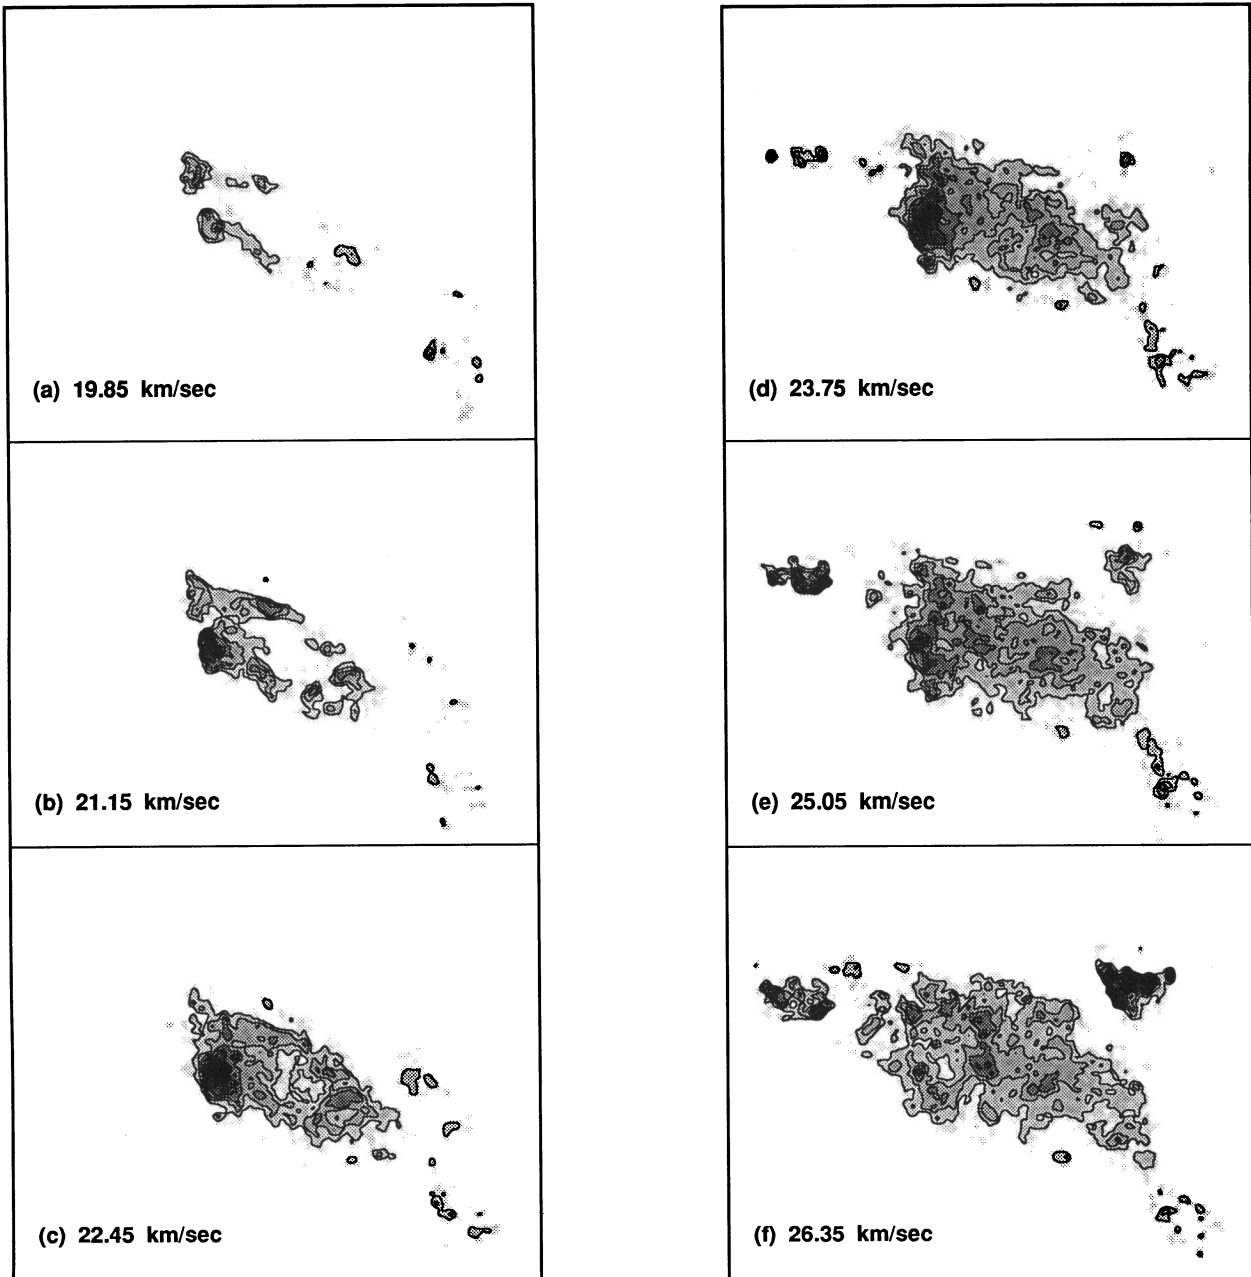 (a) 19.85 km/sec
(b) 21.15 km/sec
(c) 22.45 km/sec
(d) 23.75 km/sec
(e) 25.05 km/sec
(f) 26.35 km/sec